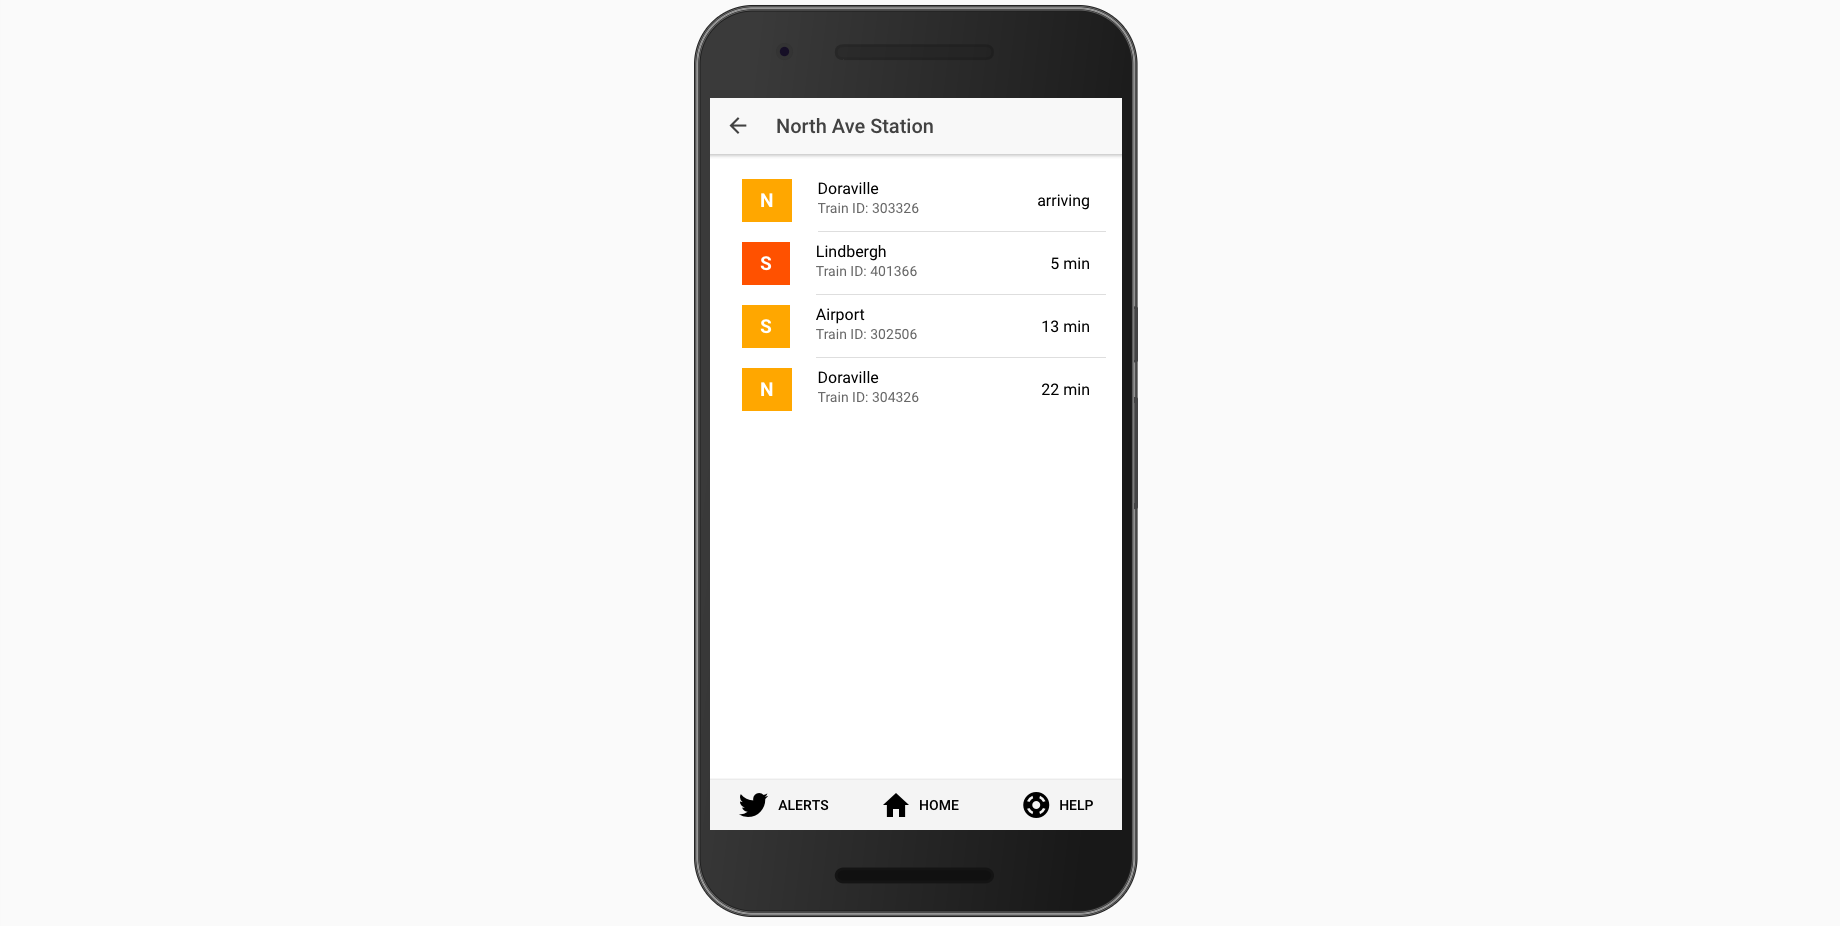 North Ave Station
N
Doraville
Train ID: 303326
arriving
S
Lindbergh
Train ID: 401366
5 min
S
Airport
Train ID: 302506
13 min
N
Doraville
Train ID: 304326
22 min
ALERTS
HOME
HELP